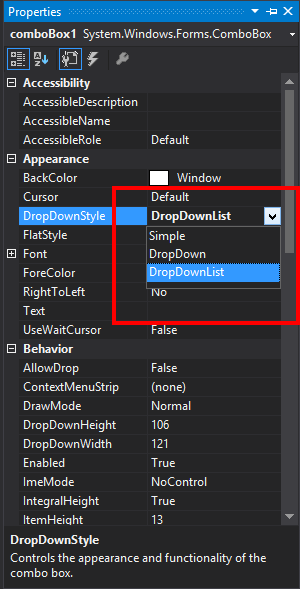 Properties
comboBox1 System.Windows.Forms.ComboBox
Accessibility
AccessibleDescription
AccessibleName
AccessibleRole Default
Appearance
BackColor Window
Cursor Default
DropDownStyle DropDownList
FlatStyle Simple
Font DropDown
ForeColor DropDownList
RightToLeft No
Text
UseWaitCursor False
Behavior
AllowDrop False
ContextMenuStrip (none)
DrawMode Normal
DropDownHeight 106
DropDownWidth 121
Enabled True
ImeMode NoControl
IntegralHeight True
ItemHeight 13
DropDownStyle
Controls the appearance and functionality of the
combo box.